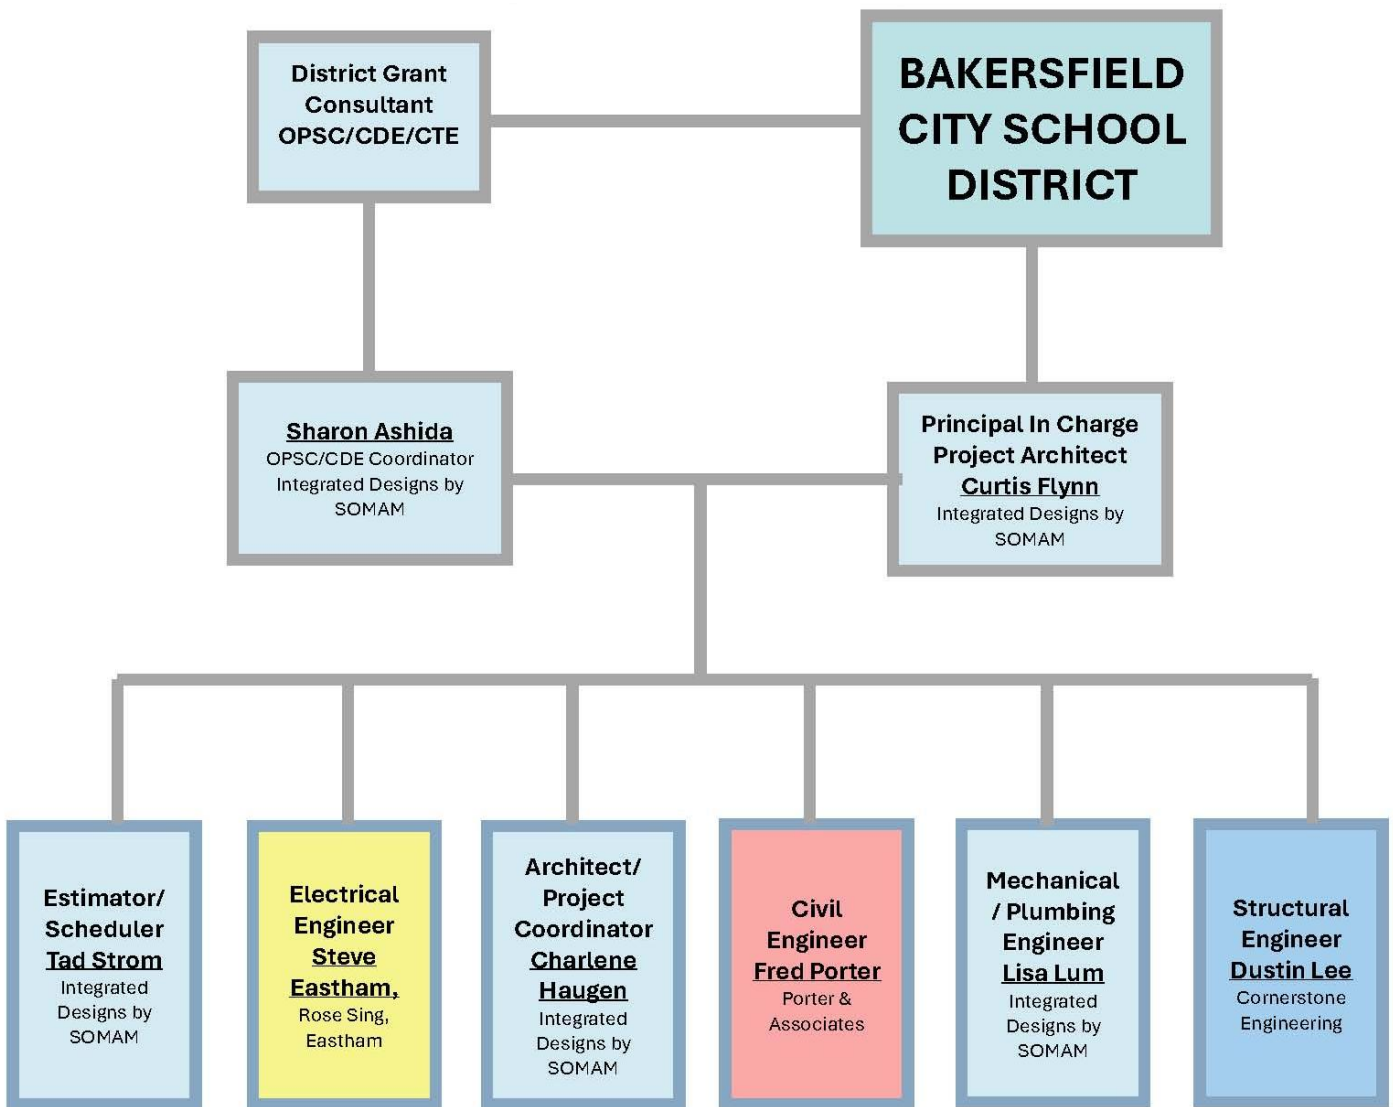 District Grant
Consultant
OPSC/CDE/CTE
BAKERSFIELD
CITY SCHOOL
DISTRICT
Sharon Ashida
OPSC/CDE Coordinator
Integrated Designs by
SOMAM
Principal In Charge
Project Architect
Curtis Flynn
Integrated Designs by
SOMAM
Estimator/
Scheduler
Tad Strom
Integrated
Designs by
SOMAM
Electrical
Engineer
Steve
Eastham,
Rose Sing,
Eastham
Architect/
Project
Coordinator
Charlene
Haugen
Integrated
Designs by
SOMAM
Civil
Engineer
Fred Porter
Porter &
Associates
Mechanical
/ Plumbing
Engineer
Lisa Lum
Integrated
Designs by
SOMAM
Structural
Engineer
Dustin Lee
Cornerstone
Engineering